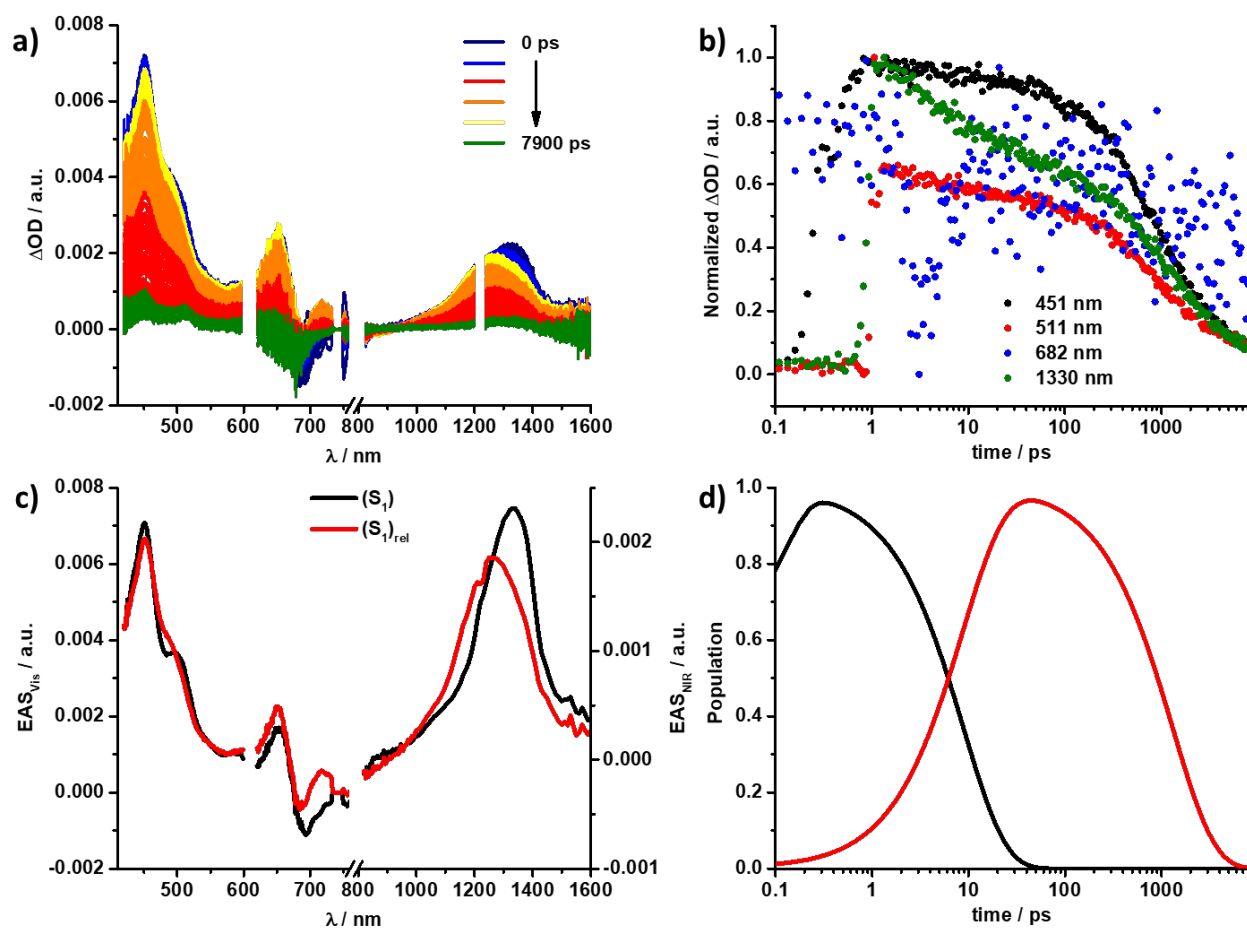 a)
0.008
0.006
0.004
0.002
0.000
-0.002
ΔOD / a.u.
0 ps
7900 ps
500 600 700 800 1000 1200 1400 1600
λ / nm
b)
1.0
0.8
0.6
0.4
0.2
0.0
Normalized ΔOD / a.u.
451 nm
511 nm
682 nm
1330 nm
0.1 1 10 100 1000
time / ps
c)
0.008
0.006
0.004
0.002
0.000
-0.002
EAS_Vis / a.u.
(S₁)
(S₁)rel
0.002
0.001
0.000
-0.001
EAS_NIR / a.u.
500 600 700 800 1000 1200 1400 1600
λ / nm
d)
1.0
0.8
0.6
0.4
0.2
0.0
Population
0.1 1 10 100 1000
time / ps